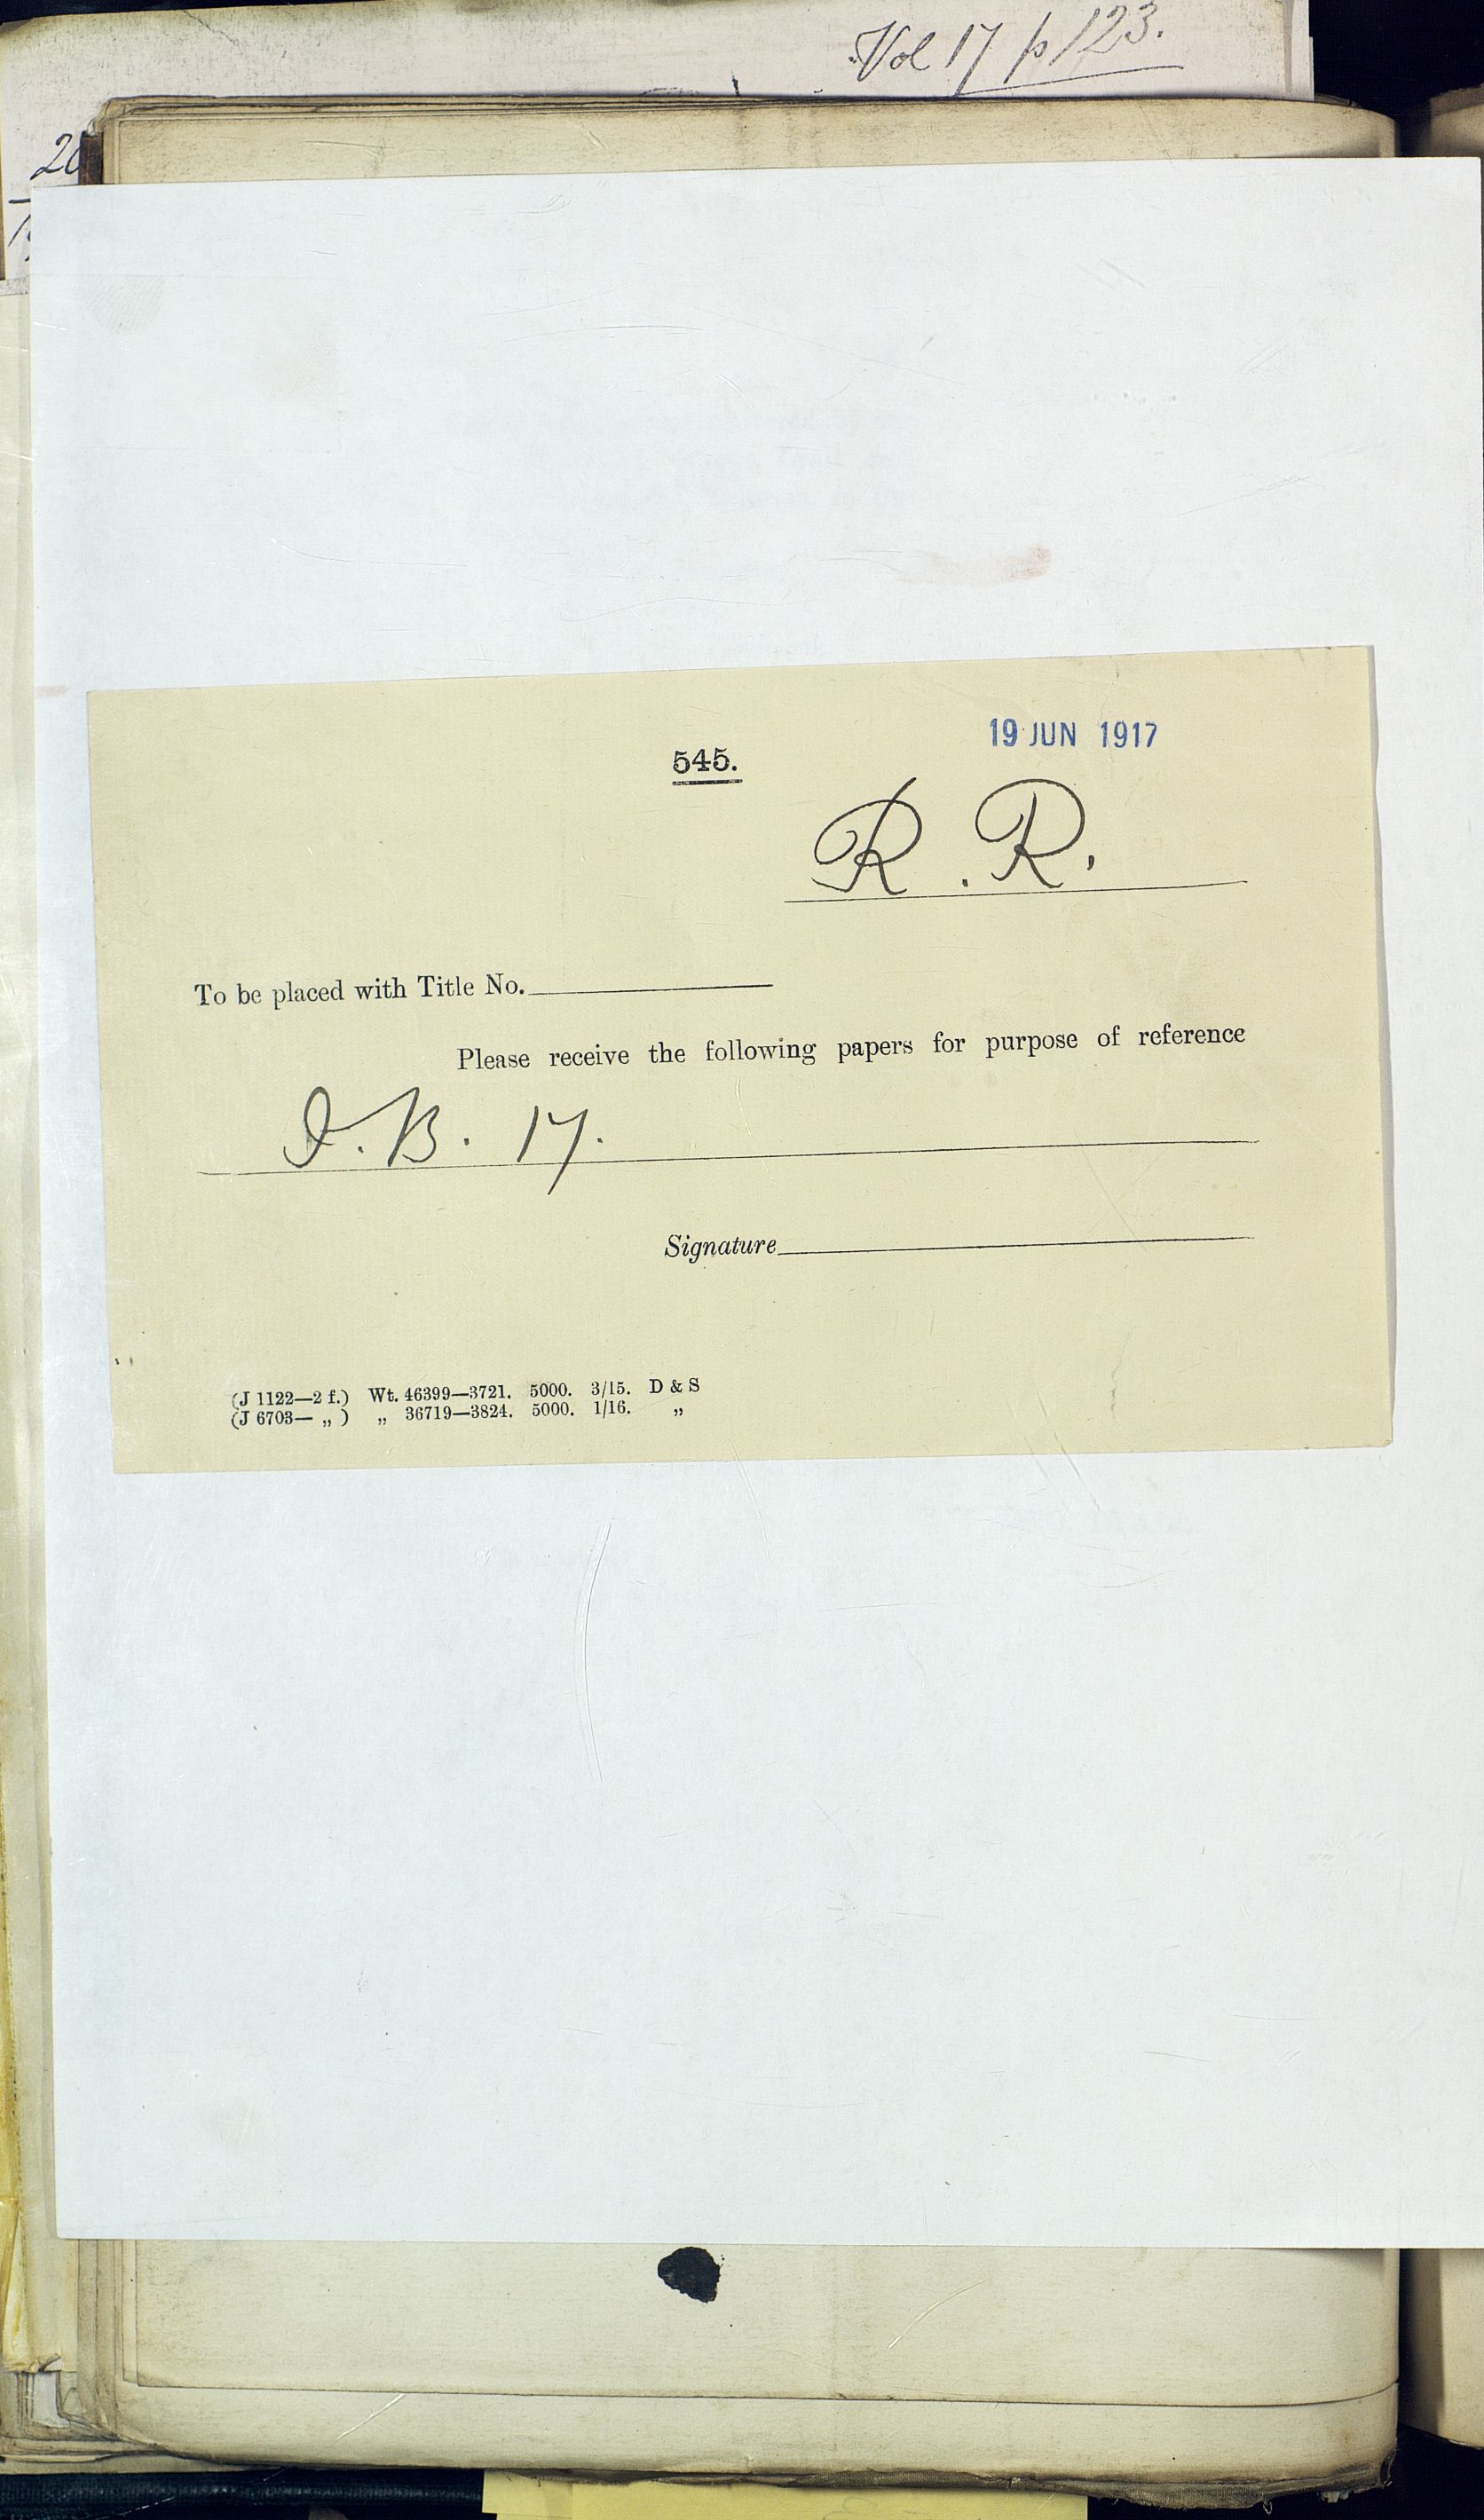 Vol 17 p 123.
19 JUN 1917
545.
R. R.
To be placed with Title No.
Please receive the following papers for purpose of reference
I. B. 17.
Signature
(J 1122—2 f.) Wt. 46399—3721. 5000. 3/15. D & S
(J 6703— „ ) „ 36719—3824. 5000. 1/16. „